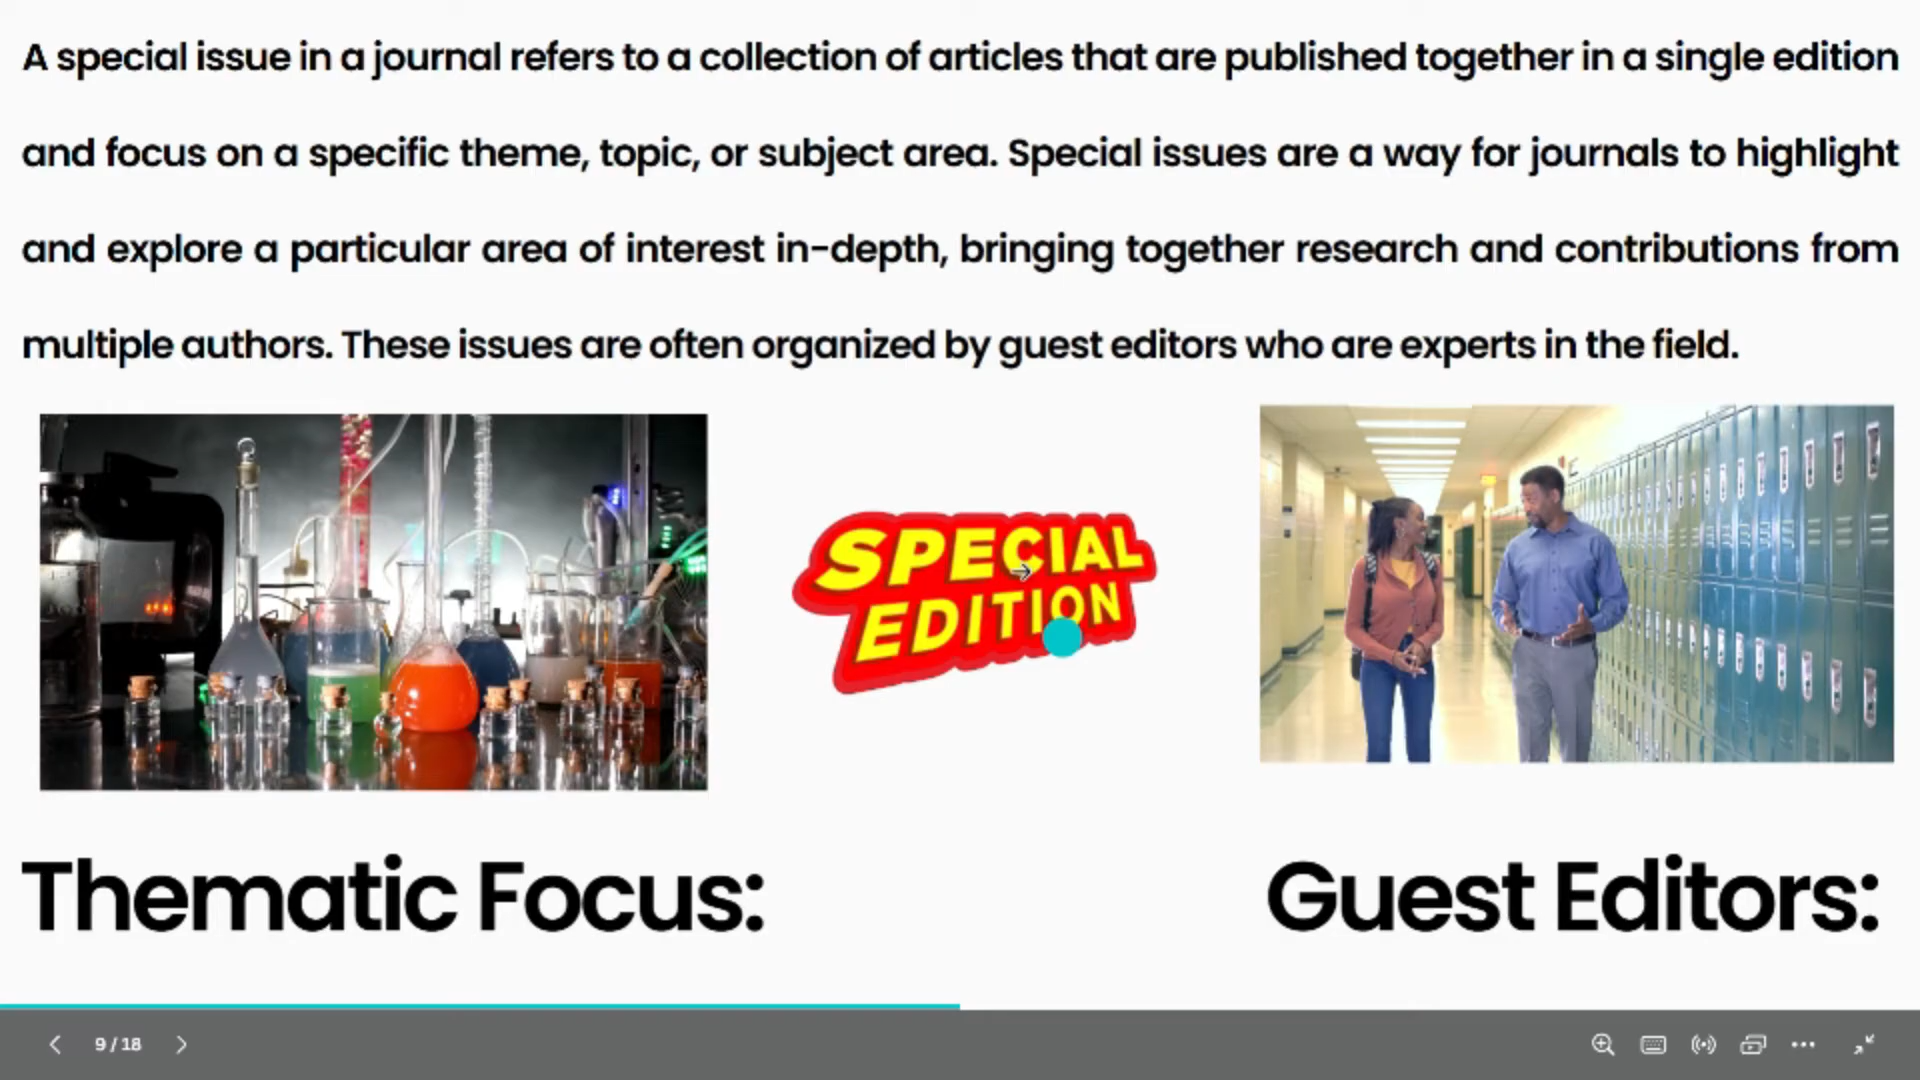 A special issue in a journal refers to a collection of articles that are published together in a single edition
and focus on a specific theme, topic, or subject area. Special issues are a way for journals to highlight
and explore a particular area of interest in-depth, bringing together research and contributions from
multiple authors. These issues are often organized by guest editors who are experts in the field.
SPECIAL
EDITION
Thematic Focus:
Guest Editors:
9 / 18